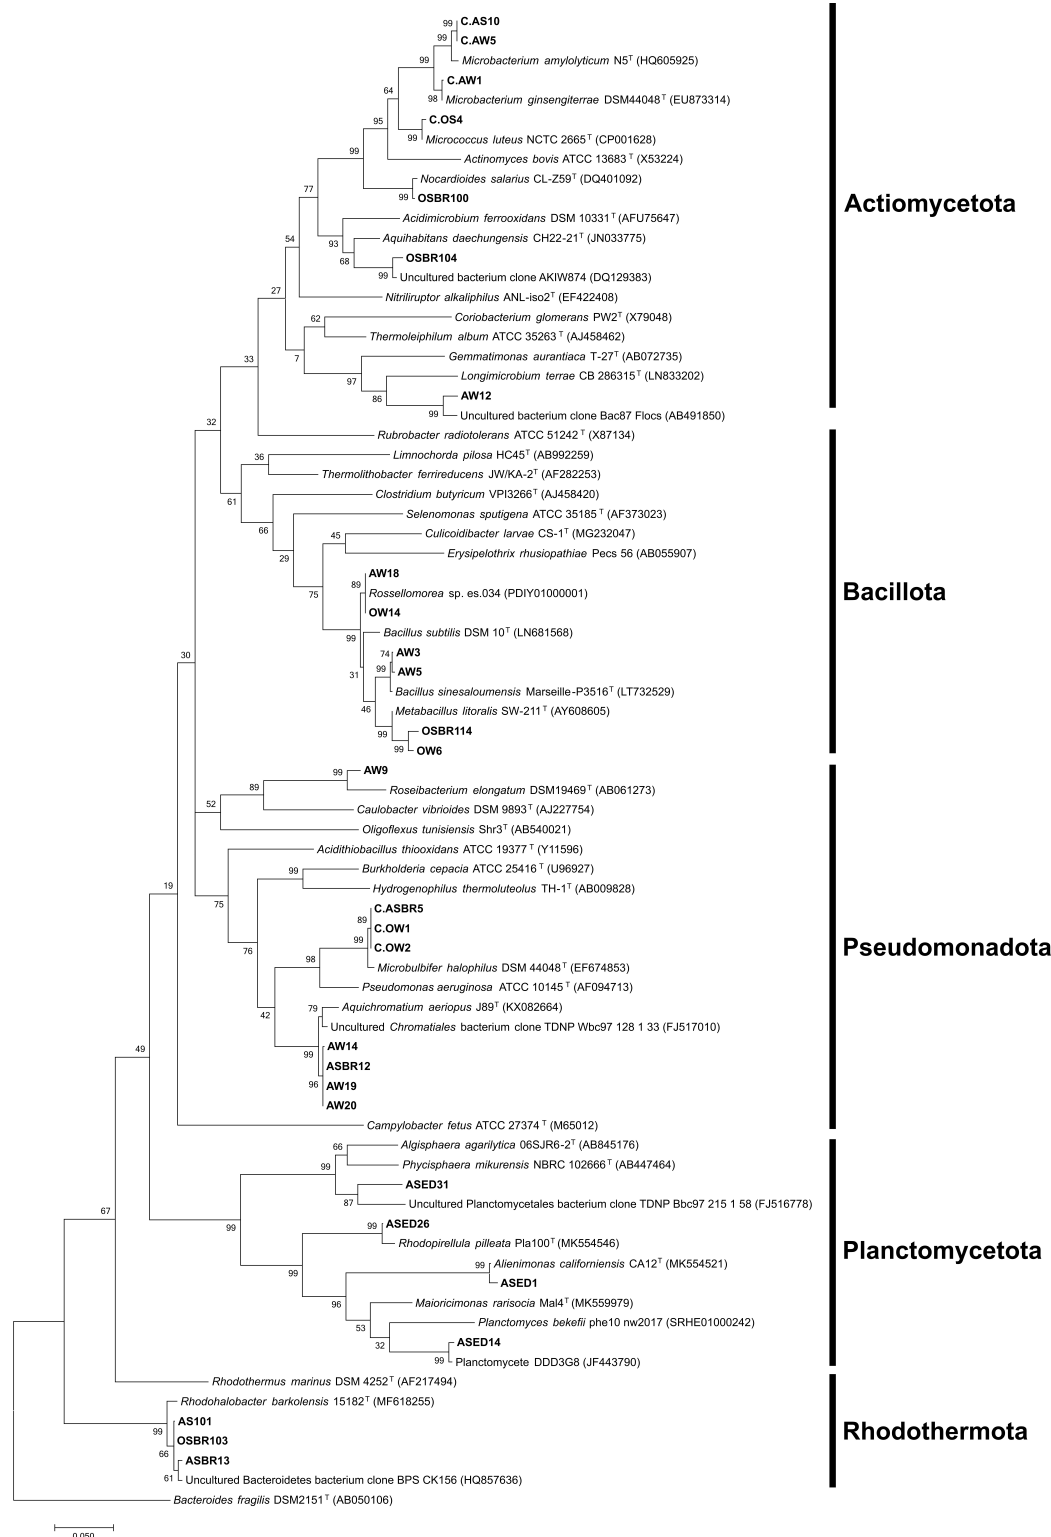 99 C.AS10
99 C.AW5
Microbacterium amylolyticum N5T (HQ605925)
99
C.AW1
98 Microbacterium ginsengiterrae DSM44048T (EU873314)
64
C.OS4
95
99 Micrococcus luteus NCTC 2665T (CP001628)
99
Actinomyces bovis ATCC 13683T (X53224)
Nocardioides salarius CL-Z59T (DQ401092)
77
99 OSBR100
Actiomycetota
Acidimicrobium ferrooxidans DSM 10331T (AFU75647)
54
93 Aquihabitans daechungensis CH22-21T (JN033775)
68 OSBR104
99 Uncultured bacterium clone AKIW874 (DQ129383)
27
Nitriliruptor alkaliphilus ANL-iso2T (EF422408)
62 Coriobacterium glomerans PW2T (X79048)
Thermoleiphilum album ATCC 35263T (AJ458462)
7
33
Gemmatimonas aurantiaca T-27T (AB072735)
97
Longimicrobium terrae CB 286315T (LN833202)
86 AW12
99 Uncultured bacterium clone Bac87 Flocs (AB491850)
32
Rubrobacter radiotolerans ATCC 51242T (X87134)
36 Limnochorda pilosa HC45T (AB992259)
Thermolithobacter ferrireducens JW/KA-2T (AF282253)
61
Clostridium butyricum VPI3266T (AJ458420)
66
Selenomonas sputigena ATCC 35185T (AF373023)
45 Culicoidibacter larvae CS-1T (MG232047)
29
Erysipelothrix rhusiopathiae Pecs 56 (AB055907)
AW18
89
75 Rossellomorea sp. es.034 (PDIY01000001)
Bacillota
OW14
99
Bacillus subtilis DSM 10T (LN681568)
74 AW3
30
31 99 AW5
Bacillus sinesaloumensis Marseille-P3516T (LT732529)
46
Metabacillus litoralis SW-211T (AY608605)
99 OSBR114
99 OW6
99 AW9
89 Roseibacterium elongatum DSM19469T (AB061273)
52
Caulobacter vibrioides DSM 9893T (AJ227754)
Oligoflexus tunisiensis Shr3T (AB540021)
Acidithiobacillus thiooxidans ATCC 19377T (Y11596)
99 Burkholderia cepacia ATCC 25416T (U96927)
19
Hydrogenophilus thermoluteolus TH-1T (AB009828)
75
C.ASBR5
89
C.OW1
99
76 C.OW2
Pseudomonadota
98
Microbulbifer halophilus DSM 44048T (EF674853)
Pseudomonas aeruginosa ATCC 10145T (AF094713)
79 Aquichromatium aeriopus J89T (KX082664)
42
Uncultured Chromatiales bacterium clone TDNP Wbc97 128 1 33 (FJ517010)
49
AW14
99
ASBR12
96 AW19
AW20
Campylobacter fetus ATCC 27374T (M65012)
66 Algisphaera agarilytica 06SJR6-2T (AB845176)
99 Phycisphaera mikurensis NBRC 102666T (AB447464)
ASED31
87 Uncultured Planctomycetales bacterium clone TDNP Bbc97 215 1 58 (FJ516778)
67
99 99 ASED26
Rhodopirellula pilleata Pla100T (MK554546)
Planctomycetota
99
99 Alienimonas californiensis CA12T (MK554521)
ASED1
96
Maioricimonas rarisocia Mal4T (MK559979)
53 Planctomyces bekefii phe10 nw2017 (SRHE01000242)
32 ASED14
99 Planctomycete DDD3G8 (JF443790)
Rhodothermus marinus DSM 4252T (AF217494)
Rhodohalobacter barkolensis 15182T (MF618255)
AS101
99
OSBR103
Rhodothermota
66
ASBR13
61 Uncultured Bacteroidetes bacterium clone BPS CK156 (HQ857636)
Bacteroides fragilis DSM2151T (AB050106)
0.050